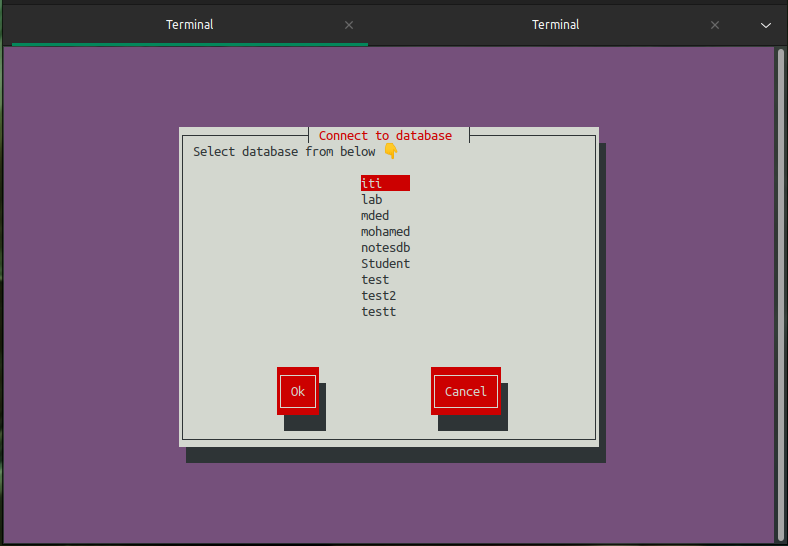 Terminal
Terminal
Connect to database
Select database from below 👇
iti
lab
mded
mohamed
notesdb
Student
test
test2
testt
Ok
Cancel